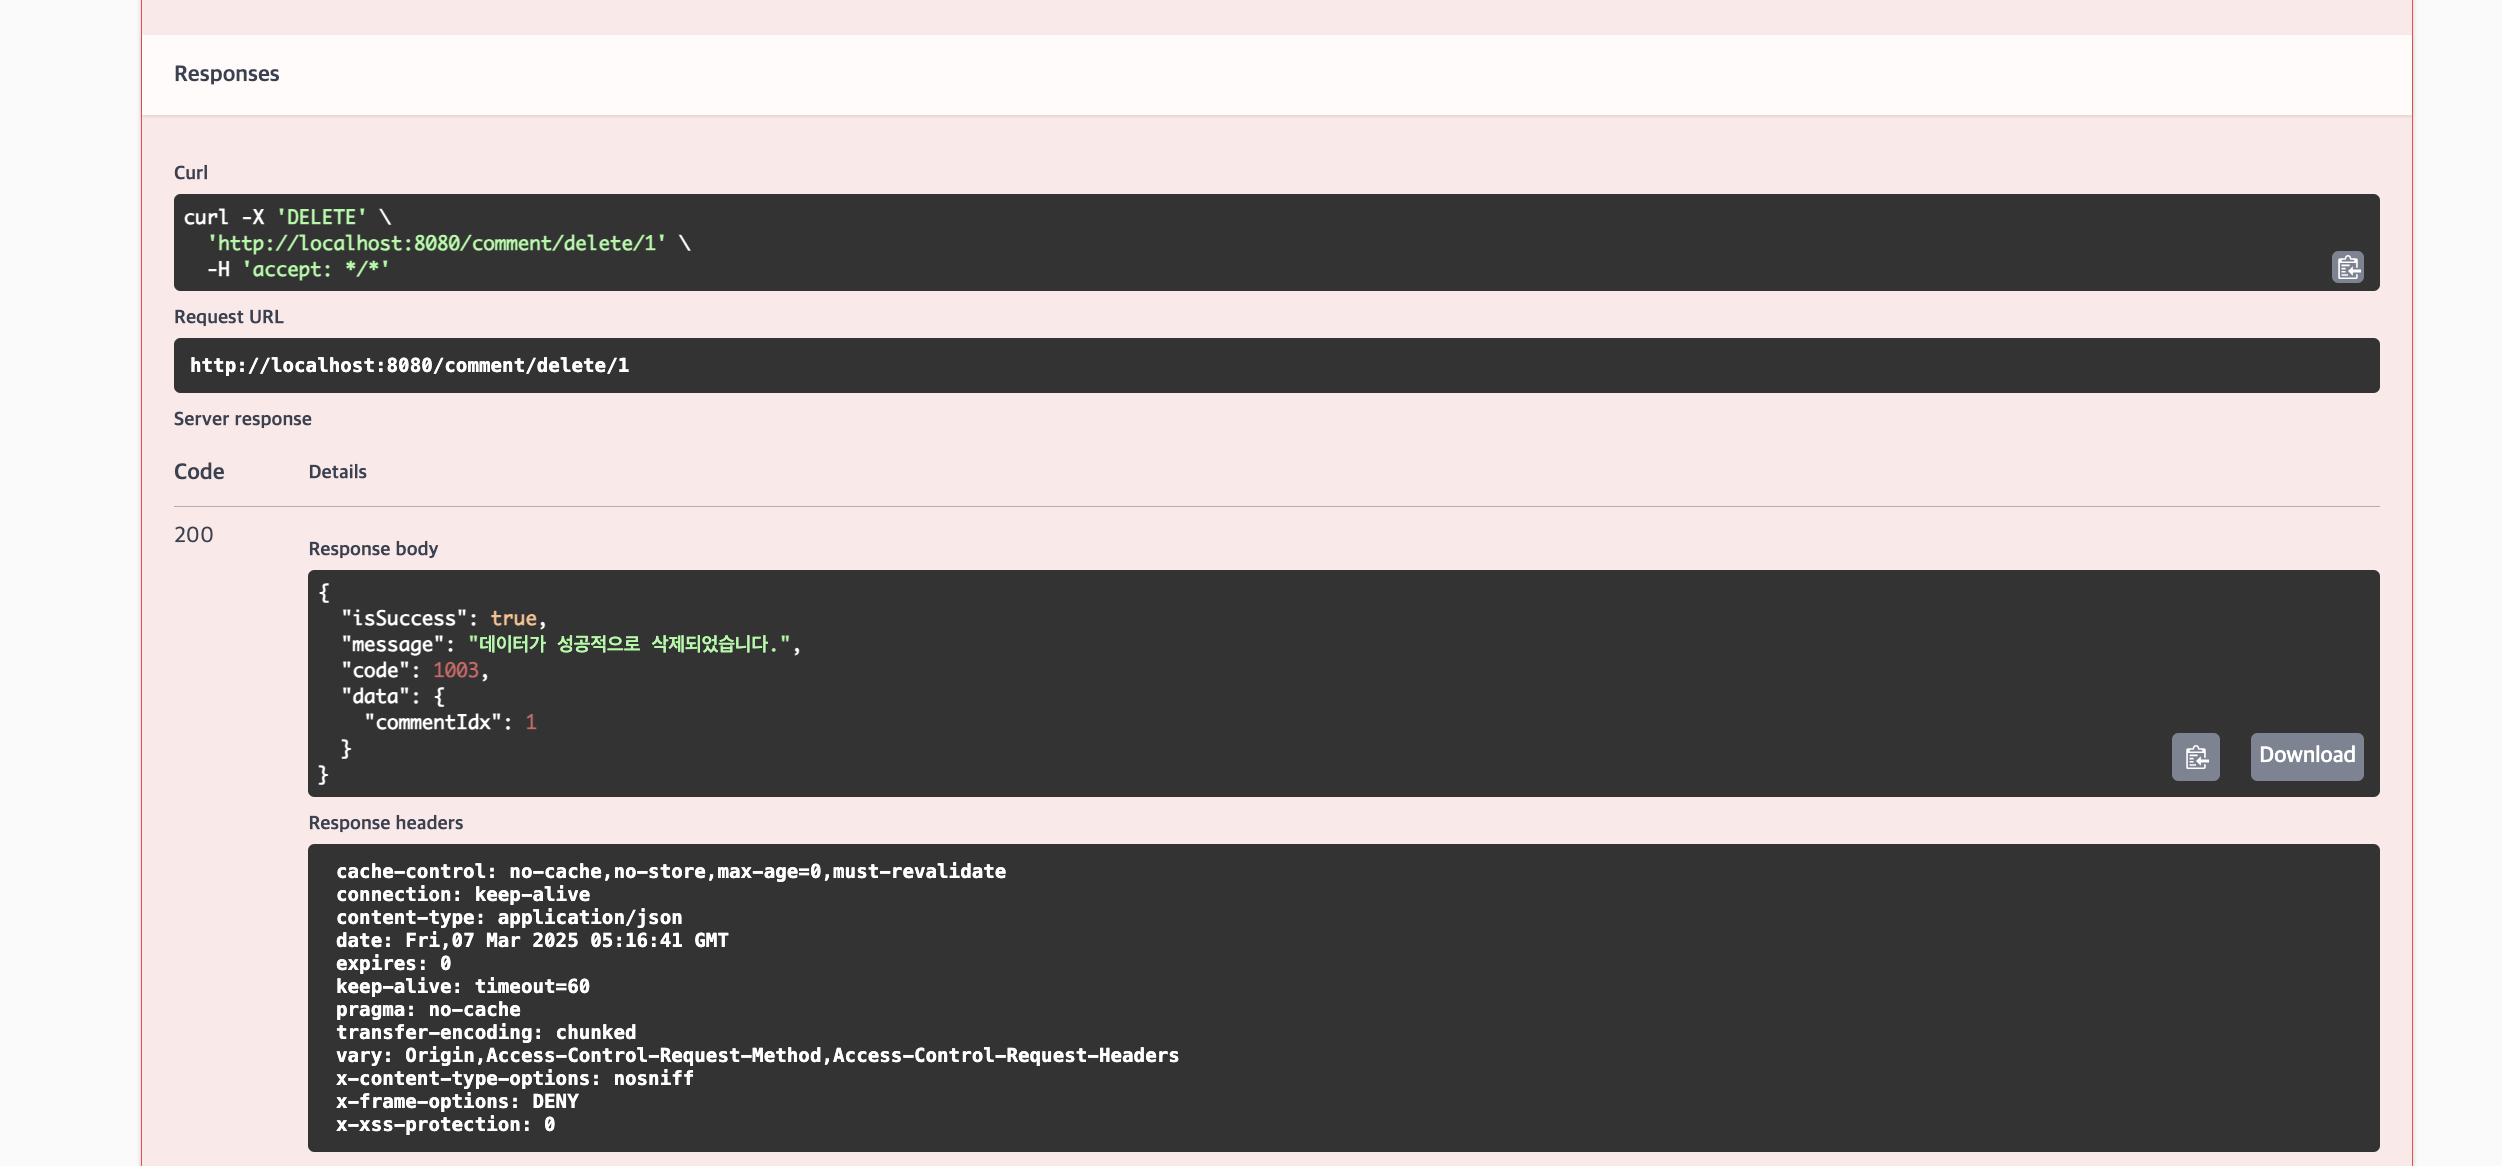 Responses
Curl
curl -X 'DELETE' \
  'http://localhost:8080/comment/delete/1' \
  -H 'accept: */*'
Request URL
http://localhost:8080/comment/delete/1
Server response
Code Details
200
Response body
{
  "isSuccess": true,
  "message": "데이터가 성공적으로 삭제되었습니다.",
  "code": 1003,
  "data": {
    "commentIdx": 1
  }
}
Download
Response headers
cache-control: no-cache,no-store,max-age=0,must-revalidate
connection: keep-alive
content-type: application/json
date: Fri,07 Mar 2025 05:16:41 GMT
expires: 0
keep-alive: timeout=60
pragma: no-cache
transfer-encoding: chunked
vary: Origin,Access-Control-Request-Method,Access-Control-Request-Headers
x-content-type-options: nosniff
x-frame-options: DENY
x-xss-protection: 0